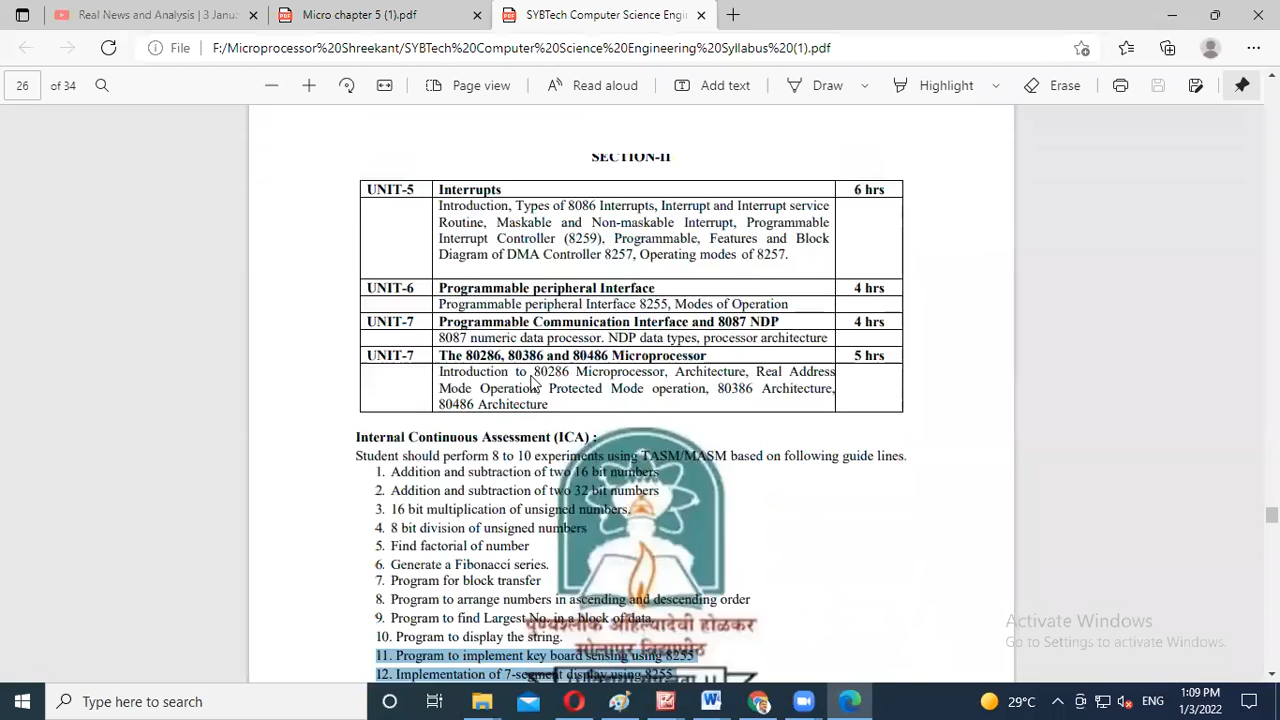 Real News and Analysis | 3 Janu
Micro chapter 5 (1).pdf
SYBTech Computer Science Engi
File
F:/Microprocessor%20Shreekant/SYBTech%20Computer%20Science%20Engineering%20Syllabus%20(1).pdf
26 of 34
Page view
Read aloud
Add text
Draw
Highlight
Erase
SECTION-II
UNIT-5 Interrupts 6 hrs
Introduction, Types of 8086 Interrupts, Interrupt and Interrupt service
Routine, Maskable and Non-maskable Interrupt, Programmable
Interrupt Controller (8259), Programmable, Features and Block
Diagram of DMA Controller 8257, Operating modes of 8257.
UNIT-6 Programmable peripheral Interface 4 hrs
Programmable peripheral Interface 8255, Modes of Operation
UNIT-7 Programmable Communication Interface and 8087 NDP 4 hrs
8087 numeric data processor. NDP data types, processor architecture
UNIT-7 The 80286, 80386 and 80486 Microprocessor 5 hrs
Introduction to 80286 Microprocessor, Architecture, Real Address
Mode Operation, Protected Mode operation, 80386 Architecture,
80486 Architecture
Internal Continuous Assessment (ICA) :
Student should perform 8 to 10 experiments using TASM/MASM based on following guide lines.
1. Addition and subtraction of two 16 bit numbers
2. Addition and subtraction of two 32 bit numbers
3. 16 bit multiplication of unsigned numbers,
4. 8 bit division of unsigned numbers
5. Find factorial of number
6. Generate a Fibonacci series.
7. Program for block transfer
8. Program to arrange numbers in ascending and descending order
9. Program to find Largest No. in a block of data.
पुण्यश्लोक अहिल्यादेवी होळकर
10. Program to display the string.
सोलापूर विद्यापीठ
11. Program to implement key board sensing using 8255
12. Implementation of 7-segment display using 8255
Activate Windows
Go to Settings to activate Windows.
Type here to search
29°C
ENG
1:09 PM
1/3/2022